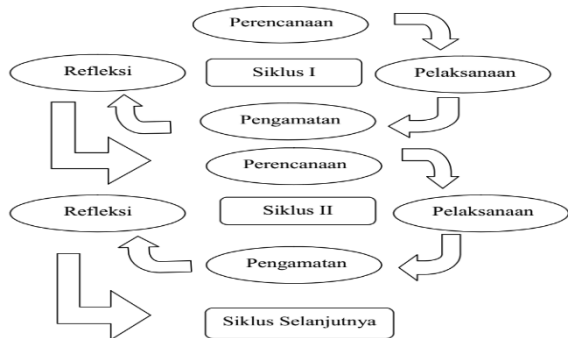 Perencanaan
Refleksi
Siklus I
Pelaksanaan
Pengamatan
Perencanaan
Refleksi
Siklus II
Pelaksanaan
Pengamatan
Siklus Selanjutnya